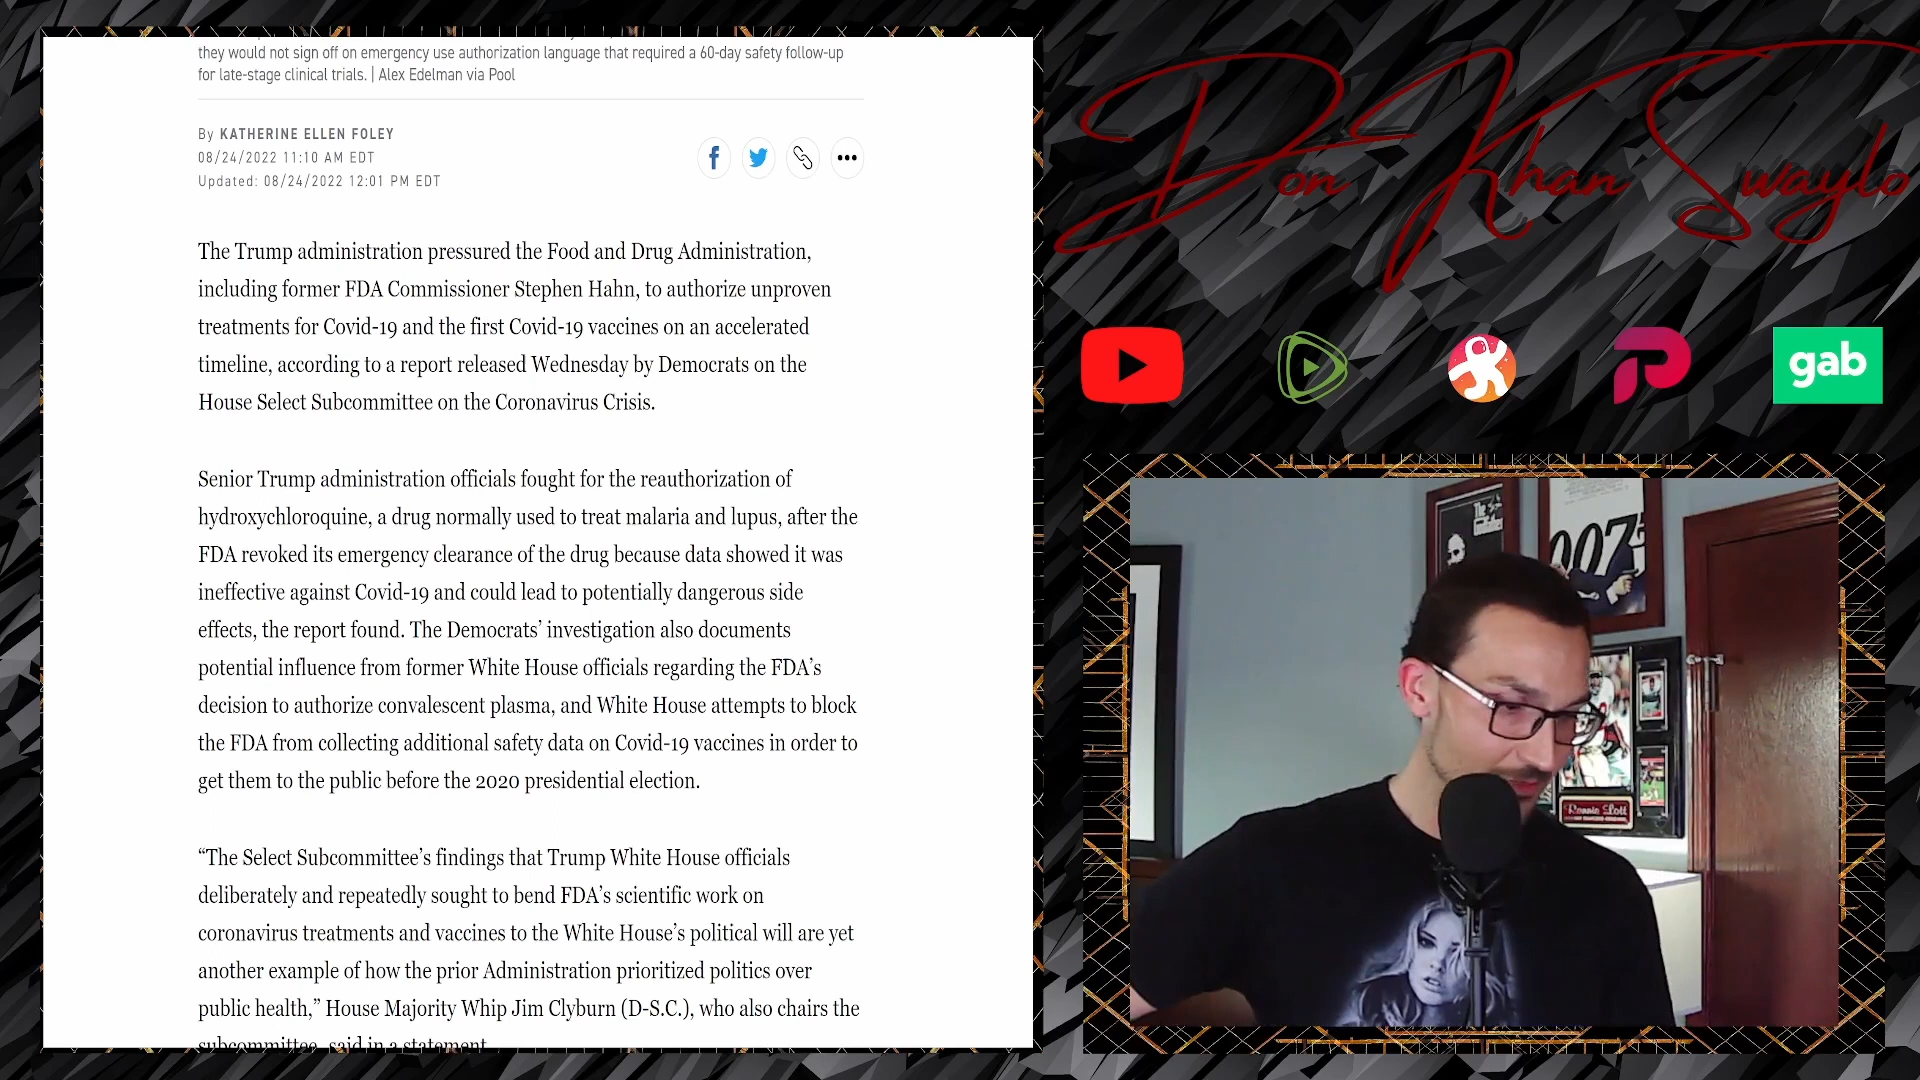 they would not sign off on emergency use authorization language that required a 60-day safety follow-up
for late-stage clinical trials. | Alex Edelman via Pool
By KATHERINE ELLEN FOLEY
08/24/2022 11:10 AM EDT
Updated: 08/24/2022 12:01 PM EDT
The Trump administration pressured the Food and Drug Administration,
including former FDA Commissioner Stephen Hahn, to authorize unproven
treatments for Covid-19 and the first Covid-19 vaccines on an accelerated
timeline, according to a report released Wednesday by Democrats on the
House Select Subcommittee on the Coronavirus Crisis.
Senior Trump administration officials fought for the reauthorization of
hydroxychloroquine, a drug normally used to treat malaria and lupus, after the
FDA revoked its emergency clearance of the drug because data showed it was
ineffective against Covid-19 and could lead to potentially dangerous side
effects, the report found. The Democrats’ investigation also documents
potential influence from former White House officials regarding the FDA’s
decision to authorize convalescent plasma, and White House attempts to block
the FDA from collecting additional safety data on Covid-19 vaccines in order to
get them to the public before the 2020 presidential election.
“The Select Subcommittee’s findings that Trump White House officials
deliberately and repeatedly sought to bend FDA’s scientific work on
coronavirus treatments and vaccines to the White House’s political will are yet
another example of how the prior Administration prioritized politics over
public health,” House Majority Whip Jim Clyburn (D-S.C.), who also chairs the
subcommittee, said in a statement
Don Khan Swaylo
gab
The Godfather
007
Ronnie Lott